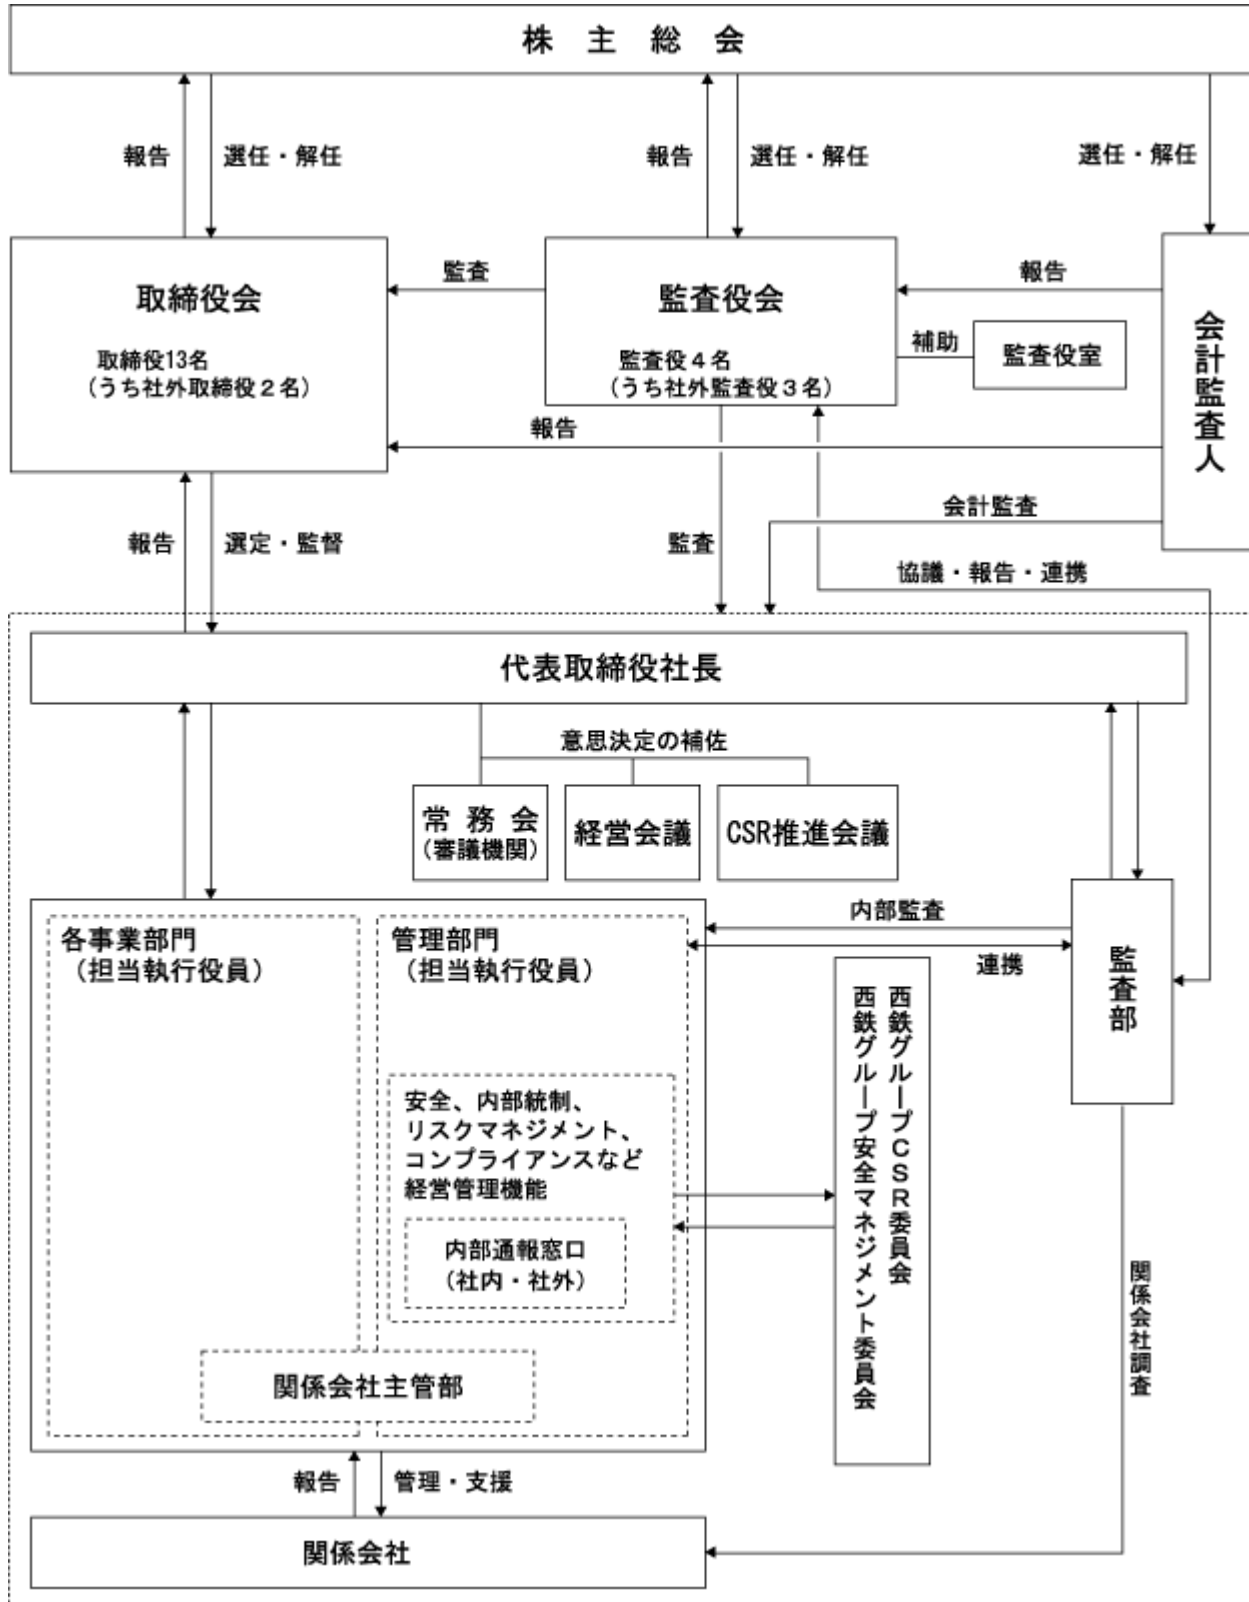 株主総会
報告
選任・解任
報告
選任・解任
選任・解任
取締役会
取締役13名
(うち社外取締役2名)
監査
監査役会
監査役4名
(うち社外監査役3名)
報告
補助
監査役室
会計監査人
報告
会計監査
報告
選定・監督
監査
協議・報告・連携
代表取締役社長
意思決定の補佐
常務会
(審議機関)
経営会議
CSR推進会議
各事業部門
(担当執行役員)
管理部門
(担当執行役員)
内部監査
連携
監査部
安全、内部統制、
リスクマネジメント、
コンプライアンスなど
経営管理機能
内部通報窓口
(社内・社外)
西鉄グループCSR委員会
西鉄グループ安全マネジメント委員会
関係会社調査
関係会社主管部
報告
管理・支援
関係会社